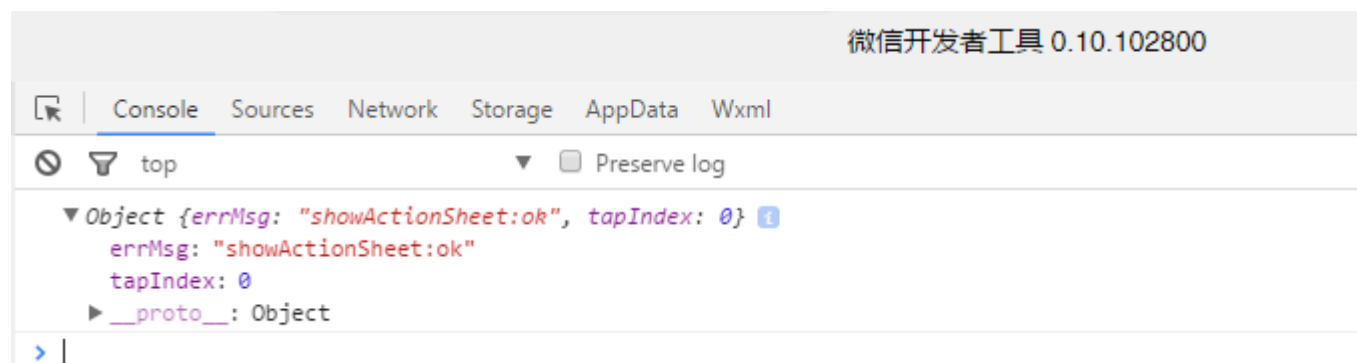 微信开发者工具 0.10.102800
Console Sources Network Storage AppData Wxml
top ▼ Preserve log
▼Object {errMsg: "showActionSheet:ok", tapIndex: 0} i
errMsg: "showActionSheet:ok"
tapIndex: 0
▶__proto__: Object
>